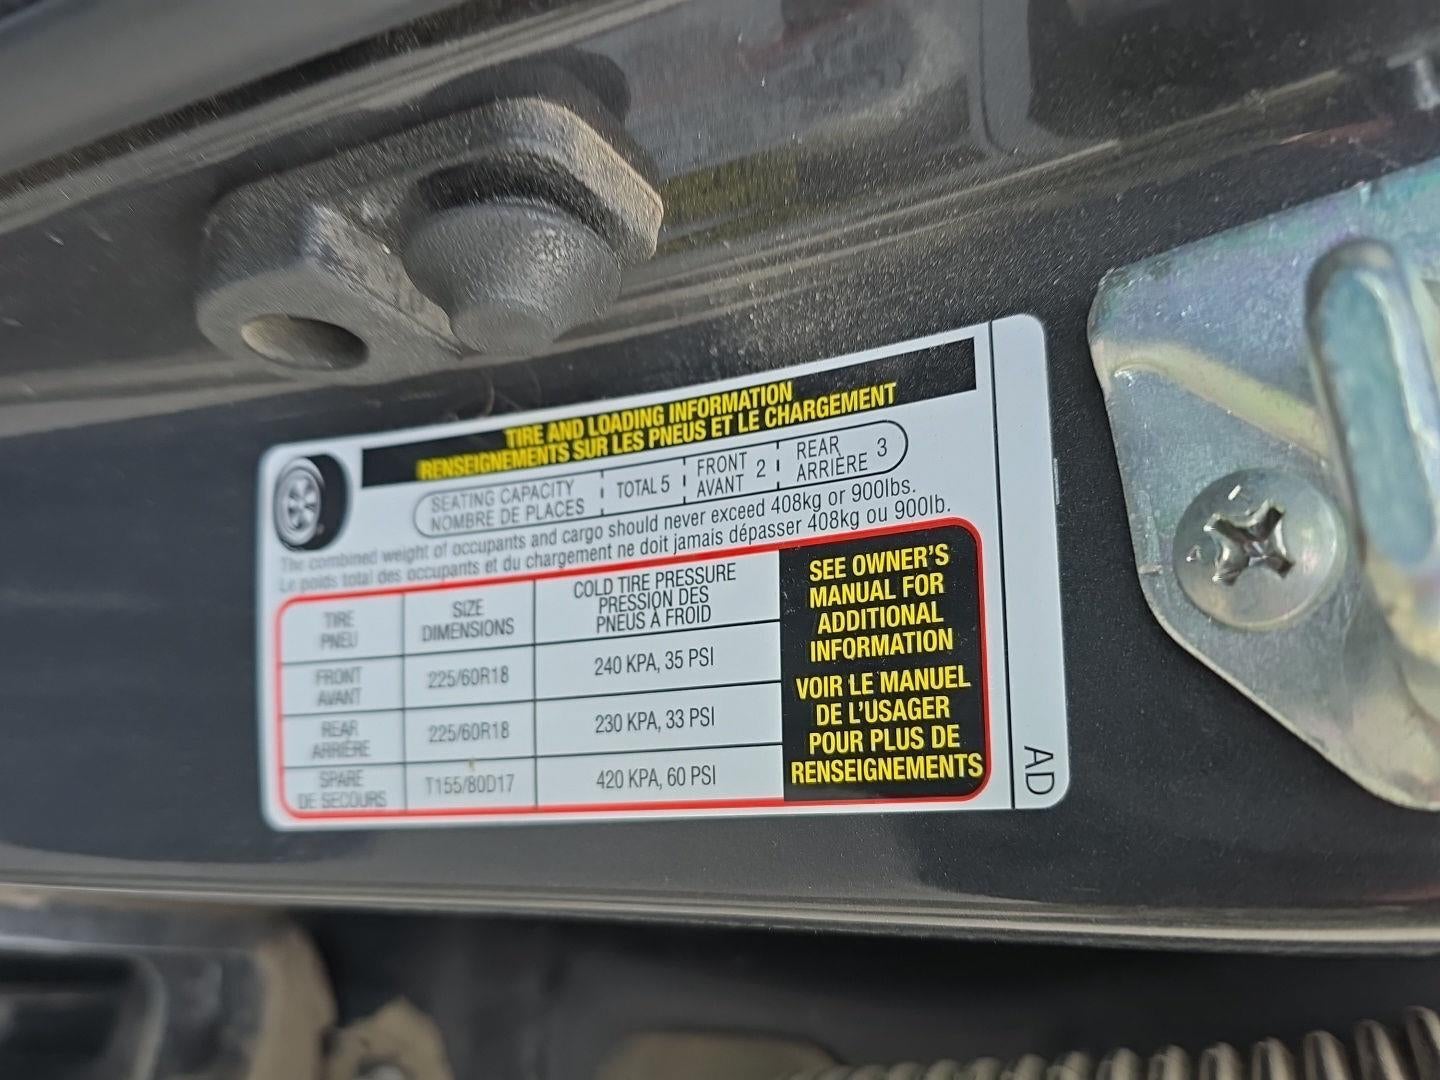 TIRE AND LOADING INFORMATION
RENSEIGNEMENTS SUR LES PNEUS ET LE CHARGEMENT
SEATING CAPACITY
NOMBRE DE PLACES
TOTAL 5
FRONT
AVANT
2
REAR
ARRIÈRE
3
The combined weight of occupants and cargo should never exceed 408kg or 900lbs.
Le poids total des occupants et du chargement ne doit jamais dépasser 408kg ou 900lb.
TIRE
PNEU
SIZE
DIMENSIONS
COLD TIRE PRESSURE
PRESSION DES
PNEUS À FROID
FRONT
AVANT
225/60R18
240 KPA, 35 PSI
REAR
ARRIÈRE
225/60R18
230 KPA, 33 PSI
SPARE
DE SECOURS
T155/80D17
420 KPA, 60 PSI
SEE OWNER'S
MANUAL FOR
ADDITIONAL
INFORMATION
VOIR LE MANUEL
DE L'USAGER
POUR PLUS DE
RENSEIGNEMENTS
AD